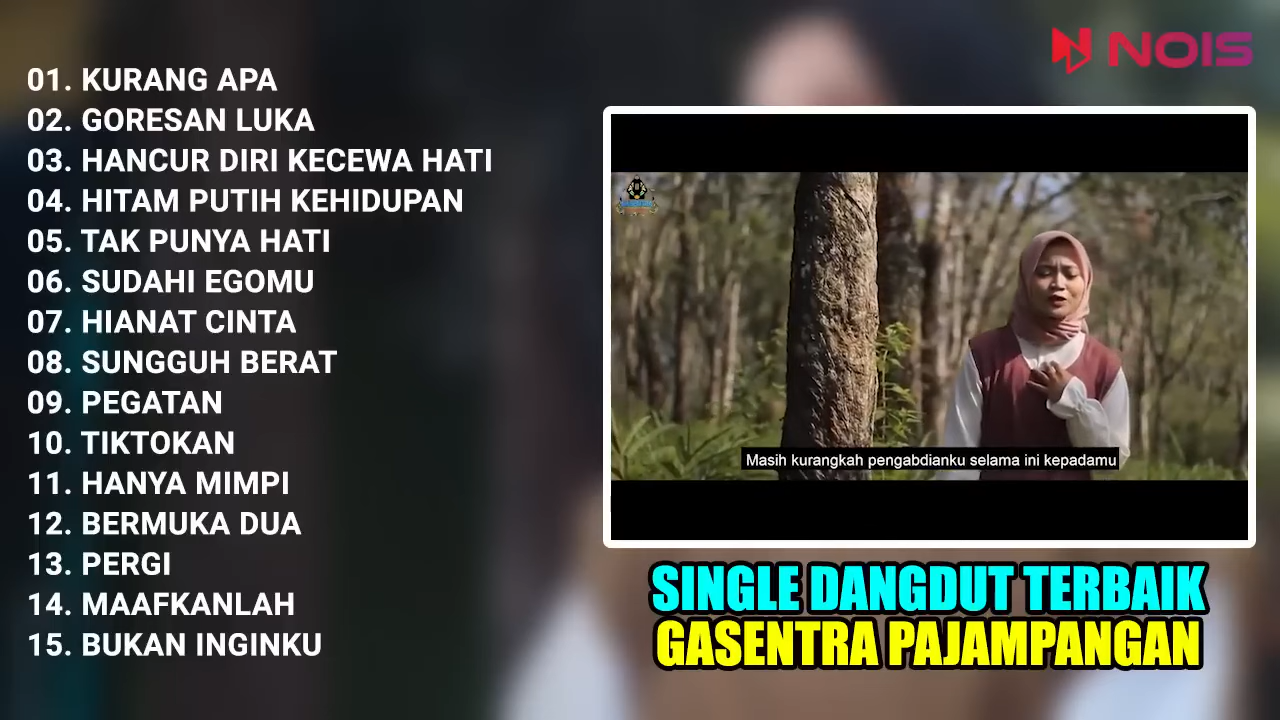 01. KURANG APA
02. GORESAN LUKA
03. HANCUR DIRI KECEWA HATI
04. HITAM PUTIH KEHIDUPAN
05. TAK PUNYA HATI
06. SUDAHI EGOMU
07. HIANAT CINTA
08. SUNGGUH BERAT
09. PEGATAN
10. TIKTOKAN
11. HANYA MIMPI
12. BERMUKA DUA
13. PERGI
14. MAAFKANLAH
15. BUKAN INGINKU
NOIS
Masih kurangkah pengabdianku selama ini kepadamu
SINGLE DANGDUT TERBAIK
GASENTRA PAJAMPANGAN